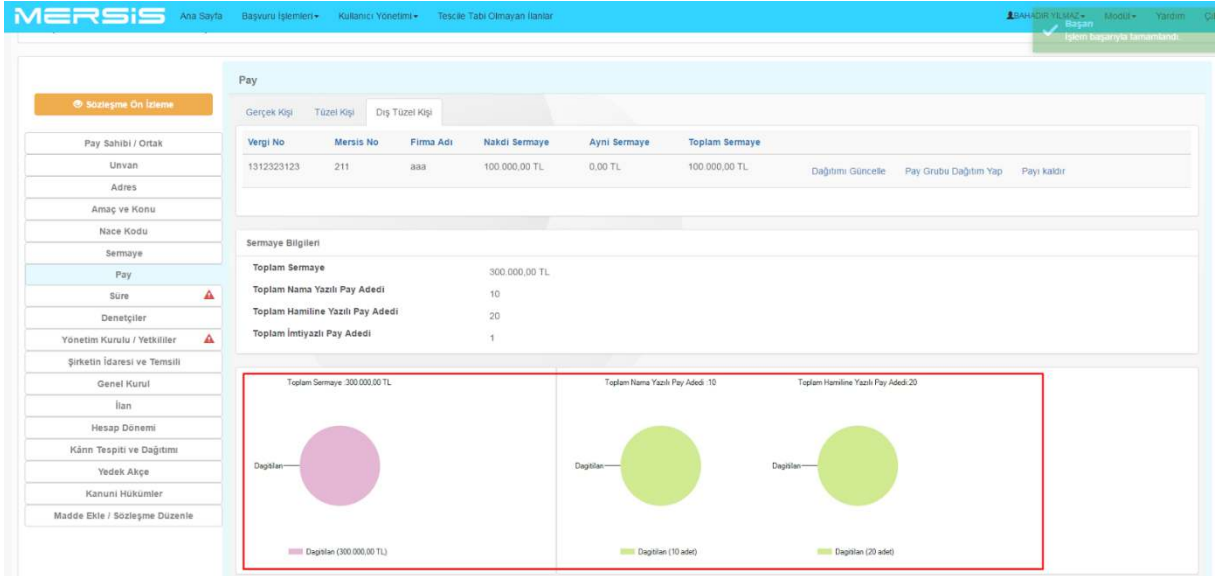 MERSİS Ana Sayfa Başvuru İşlemleri Kullanıcı Yönetimi Tescile Tabi Olmayan İlanlar BAHADIR YILMAZ Modül Yardım
Başarı
İşlem başarıyla tamamlandı
Sözleşme Ön İzleme
Pay Sahibi / Ortak
Unvan
Adres
Amaç ve Konu
Nace Kodu
Sermaye
Pay
Süre
Denetçiler
Yönetim Kurulu / Yetkililer
Şirketin İdaresi ve Temsili
Genel Kurul
İlan
Hesap Dönemi
Kârın Tespiti ve Dağıtımı
Yedek Akçe
Kanuni Hükümler
Madde Ekle / Sözleşme Düzenle
Pay
Gerçek Kişi Tüzel Kişi Dış Tüzel Kişi
Vergi No Mersis No Firma Adı Nakdi Sermaye Ayni Sermaye Toplam Sermaye
1312323123 211 aaa 100.000,00 TL 0,00 TL 100.000,00 TL Dağıtımı Güncelle Pay Grubu Dağıtım Yap Payı kaldır
Sermaye Bilgileri
Toplam Sermaye 300.000,00 TL
Toplam Nama Yazılı Pay Adedi 10
Toplam Hamiline Yazılı Pay Adedi 20
Toplam İmtiyazlı Pay Adedi 1
Toplam Sermaye :300.000,00 TL Toplam Nama Yazılı Pay Adedi :10 Toplam Hamiline Yazılı Pay Adedi:20
Dagitilan Dagitilan Dagitilan
Dagitilan (300.000,00 TL) Dagitilan (10 adet) Dagitilan (20 adet)